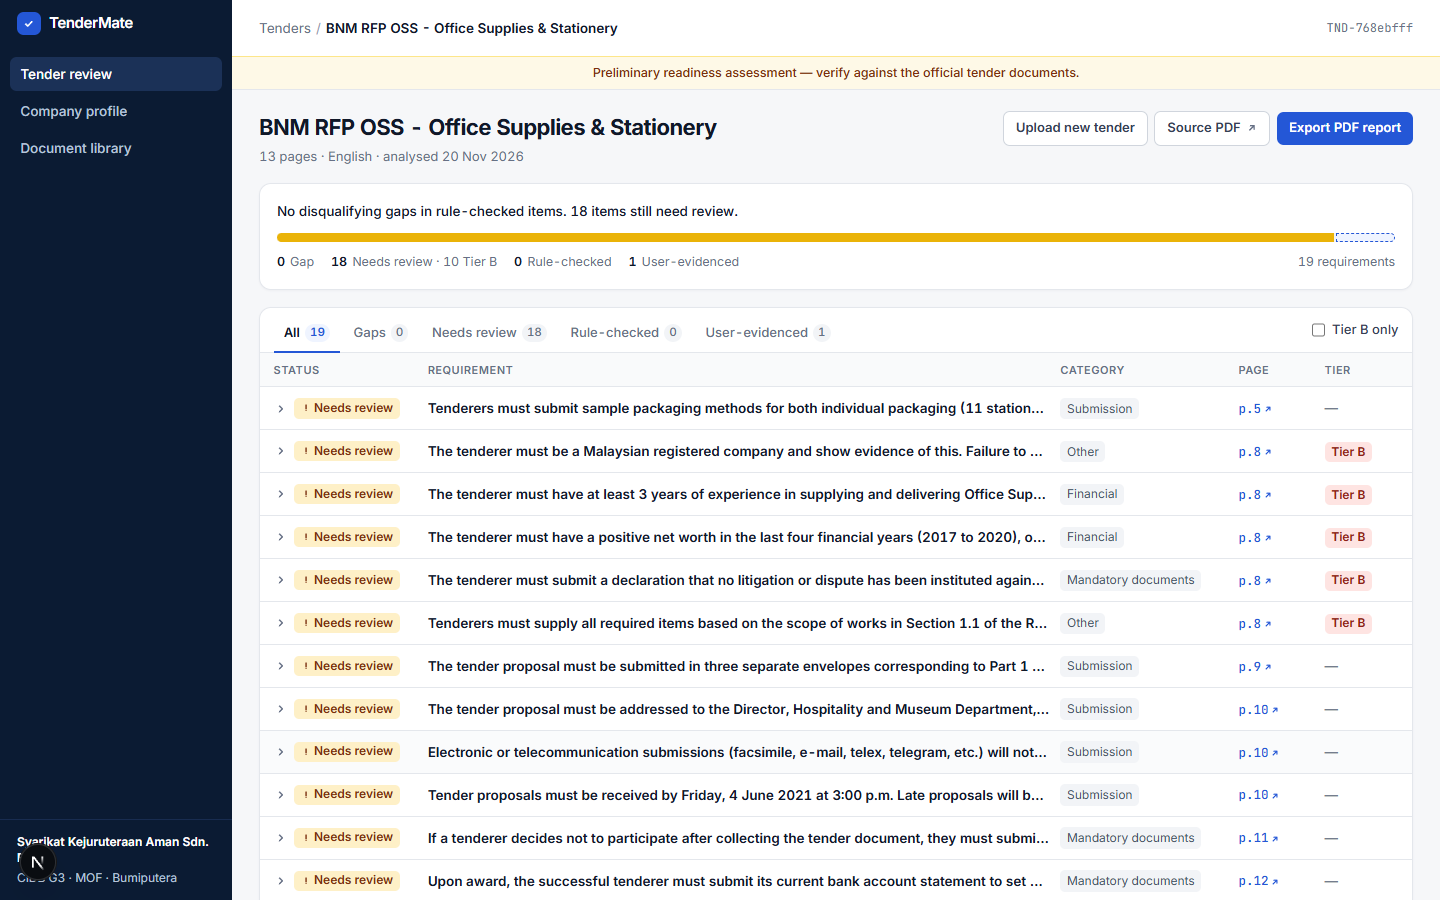 TenderMate
Tender review
Company profile
Document library
Syarikat Kejuruteraan Aman Sdn.
G3 · MOF · Bumiputera
Tenders / BNM RFP OSS - Office Supplies & Stationery
TND-768ebfff
Preliminary readiness assessment — verify against the official tender documents.
BNM RFP OSS - Office Supplies & Stationery
13 pages · English · analysed 20 Nov 2026
Upload new tender
Source PDF ↗
Export PDF report
No disqualifying gaps in rule-checked items. 18 items still need review.
0 Gap 18 Needs review · 10 Tier B 0 Rule-checked 1 User-evidenced 19 requirements
All 19 Gaps 0 Needs review 18 Rule-checked 0 User-evidenced 1 Tier B only
STATUS REQUIREMENT CATEGORY PAGE TIER
! Needs review Tenderers must submit sample packaging methods for both individual packaging (11 station... Submission p.5 ↗ —
! Needs review The tenderer must be a Malaysian registered company and show evidence of this. Failure to ... Other p.8 ↗ Tier B
! Needs review The tenderer must have at least 3 years of experience in supplying and delivering Office Sup... Financial p.8 ↗ Tier B
! Needs review The tenderer must have a positive net worth in the last four financial years (2017 to 2020), o... Financial p.8 ↗ Tier B
! Needs review The tenderer must submit a declaration that no litigation or dispute has been instituted again... Mandatory documents p.8 ↗ Tier B
! Needs review Tenderers must supply all required items based on the scope of works in Section 1.1 of the R... Other p.8 ↗ Tier B
! Needs review The tender proposal must be submitted in three separate envelopes corresponding to Part 1 ... Submission p.9 ↗ —
! Needs review The tender proposal must be addressed to the Director, Hospitality and Museum Department,... Submission p.10 ↗ —
! Needs review Electronic or telecommunication submissions (facsimile, e-mail, telex, telegram, etc.) will not... Submission p.10 ↗ —
! Needs review Tender proposals must be received by Friday, 4 June 2021 at 3:00 p.m. Late proposals will b... Submission p.10 ↗ —
! Needs review If a tenderer decides not to participate after collecting the tender document, they must submi... Mandatory documents p.11 ↗ —
! Needs review Upon award, the successful tenderer must submit its current bank account statement to set ... Mandatory documents p.12 ↗ —